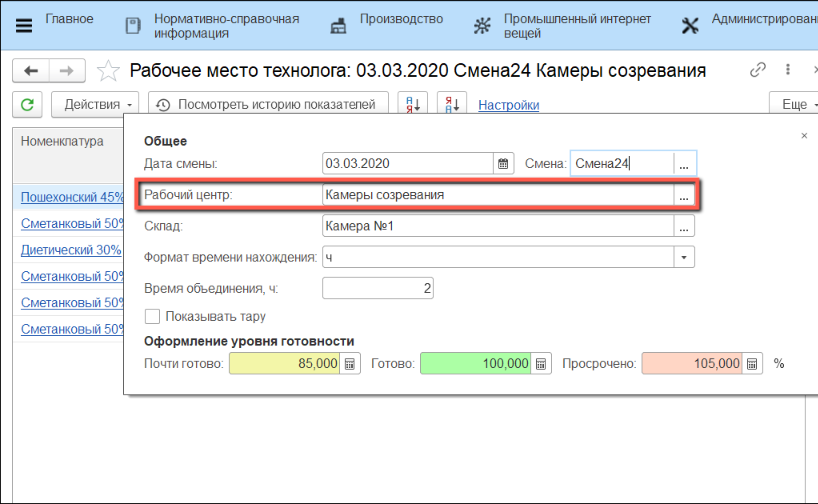 Главное
Нормативно-справочная
информация
Производство
Промышленный интернет
вещей
Администрирован
Рабочее место технолога: 03.03.2020 Смена24 Камеры созревания
Действия
Посмотреть историю показателей
А
Я
Я
А
Настройки
Еще
Номенклатура
Общее
Дата смены: 03.03.2020 Смена: Смена24 ...
Пошехонский 45%
Рабочий центр: Камеры созревания ...
Сметанковый 50%
Склад: Камера №1 ...
Диетический 30%
Формат времени нахождения: ч
Сметанковый 50%
Время объединения, ч: 2
Сметанковый 50%
Показывать тару
Сметанковый 50%
Оформление уровня готовности
Почти готово: 85,000 Готово: 100,000 Просрочено: 105,000 %